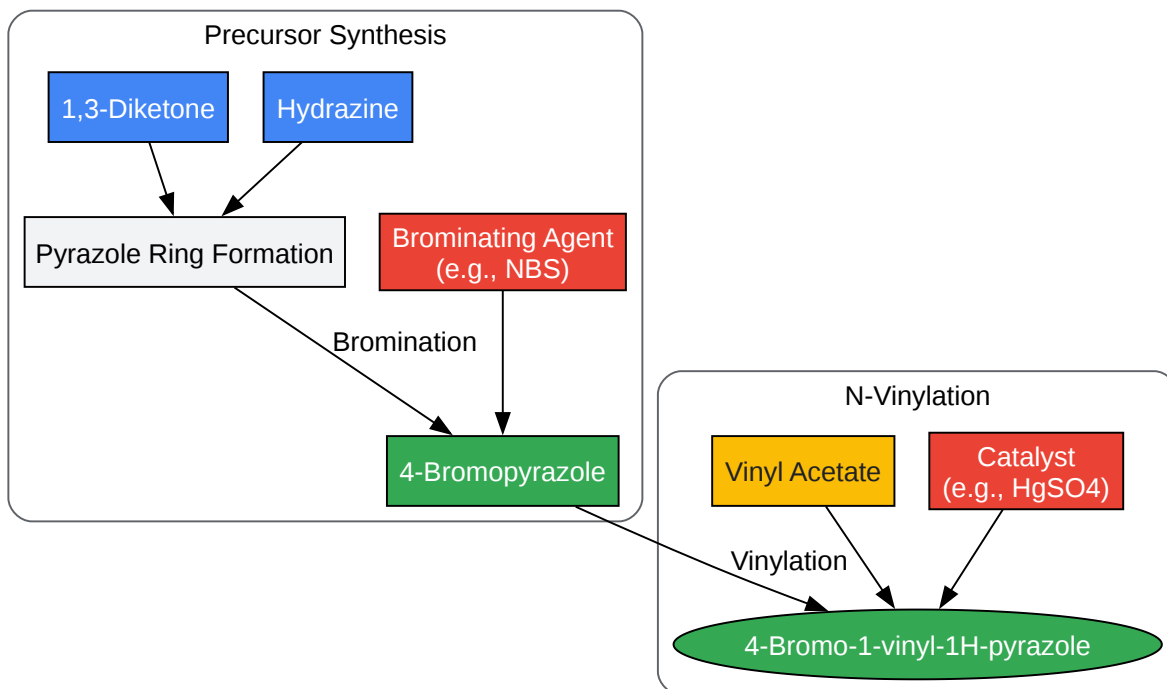 Precursor Synthesis
1,3-Diketone
Hydrazine
Pyrazole Ring Formation
Brominating Agent
(e.g., NBS)
Bromination
4-Bromopyrazole
N-Vinylation
Vinyl Acetate
Catalyst
(e.g., HgSO4)
Vinylation
4-Bromo-1-vinyl-1H-pyrazole